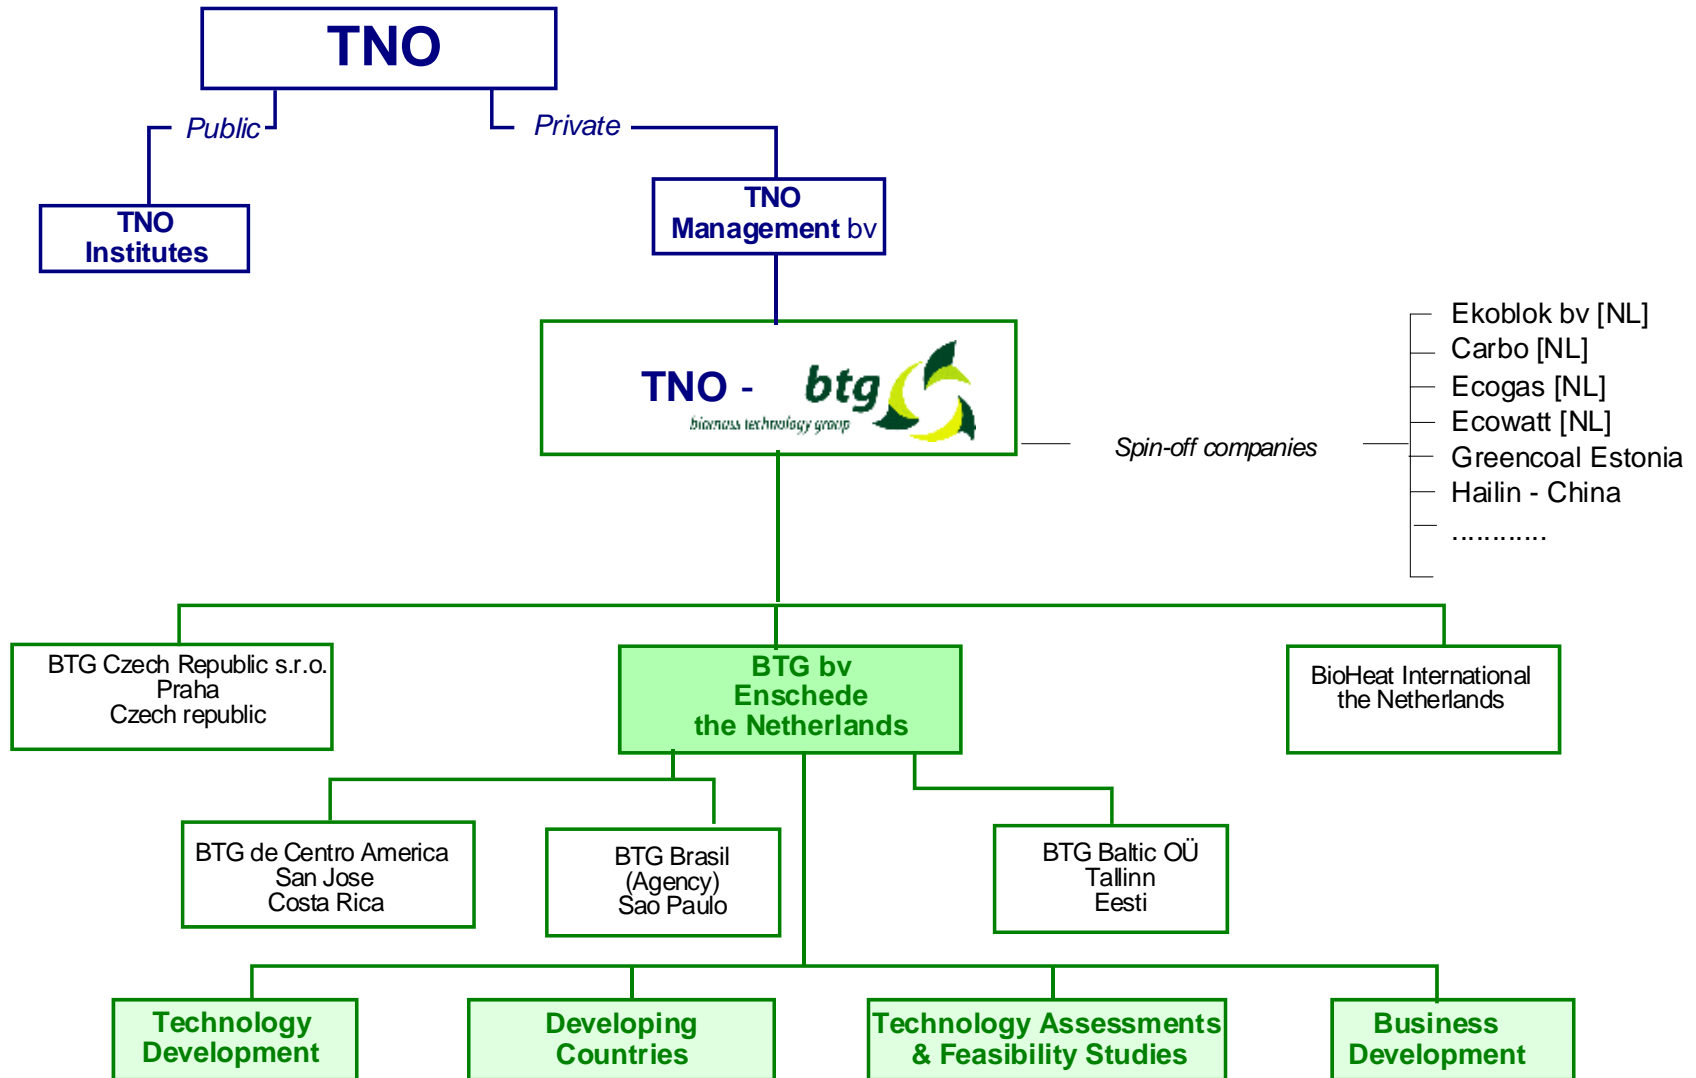 TNO
Public
Private
TNO
Institutes
TNO
Management bv
TNO - btg
biomass technology group
Spin-off companies
Ekoblok bv [NL]
Carbo [NL]
Ecogas [NL]
Ecowatt [NL]
Greencoal Estonia
Hailin - China
............
BTG Czech Republic s.r.o.
Praha
Czech republic
BTG bv
Enschede
the Netherlands
BioHeat International
the Netherlands
BTG de Centro America
San Jose
Costa Rica
BTG Brasil
(Agency)
Sao Paulo
BTG Baltic OÜ
Tallinn
Eesti
Technology
Development
Developing
Countries
Technology Assessments
& Feasibility Studies
Business
Development